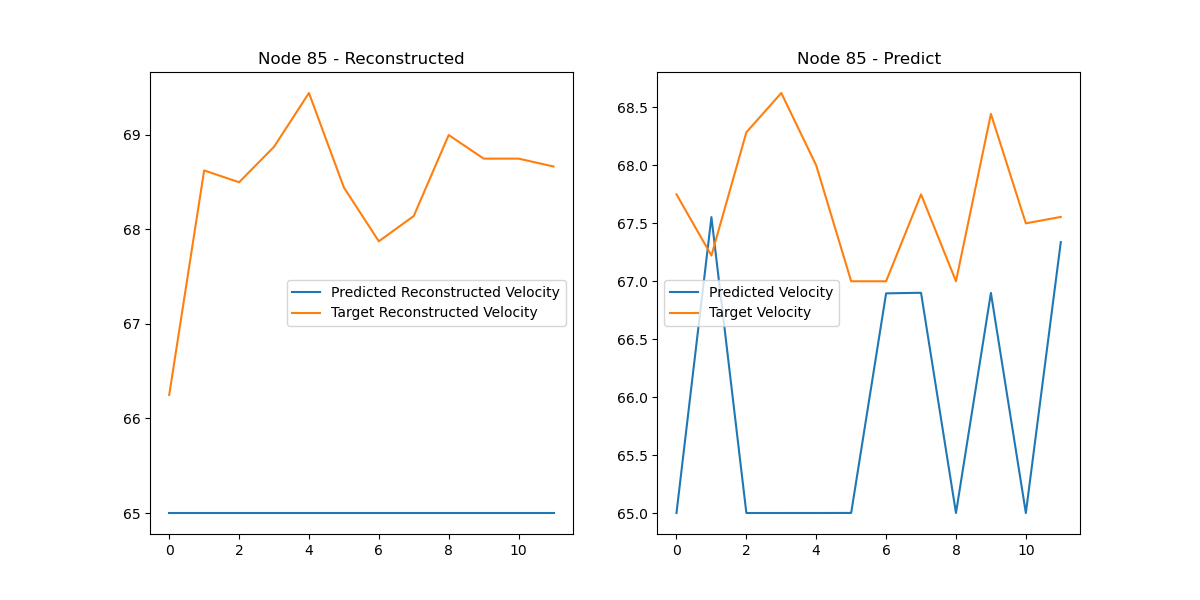 Node 85 - Reconstructed
69
68
67
66
65
0 2 4 6 8 10
Predicted Reconstructed Velocity
Target Reconstructed Velocity
Node 85 - Predict
68.5
68.0
67.5
67.0
66.5
66.0
65.5
65.0
0 2 4 6 8 10
Predicted Velocity
Target Velocity